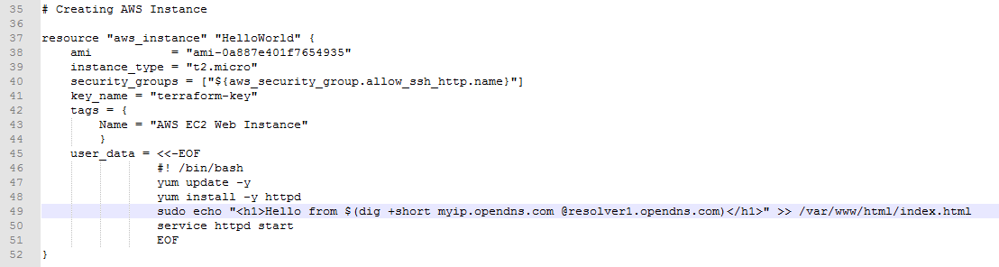 35 # Creating AWS Instance
36
37 resource "aws_instance" "HelloWorld" {
38     ami           = "ami-0a887e401f7654935"
39     instance_type = "t2.micro"
40     security_groups = ["${aws_security_group.allow_ssh_http.name}"]
41     key_name = "terraform-key"
42     tags = {
43         Name = "AWS EC2 Web Instance"
44         }
45     user_data = <<-EOF
46                 #! /bin/bash
47                 yum update -y
48                 yum install -y httpd
49                 sudo echo "<h1>Hello from $(dig +short myip.opendns.com @resolver1.opendns.com)</h1>" >> /var/www/html/index.html
50                 service httpd start
51                 EOF
52 }